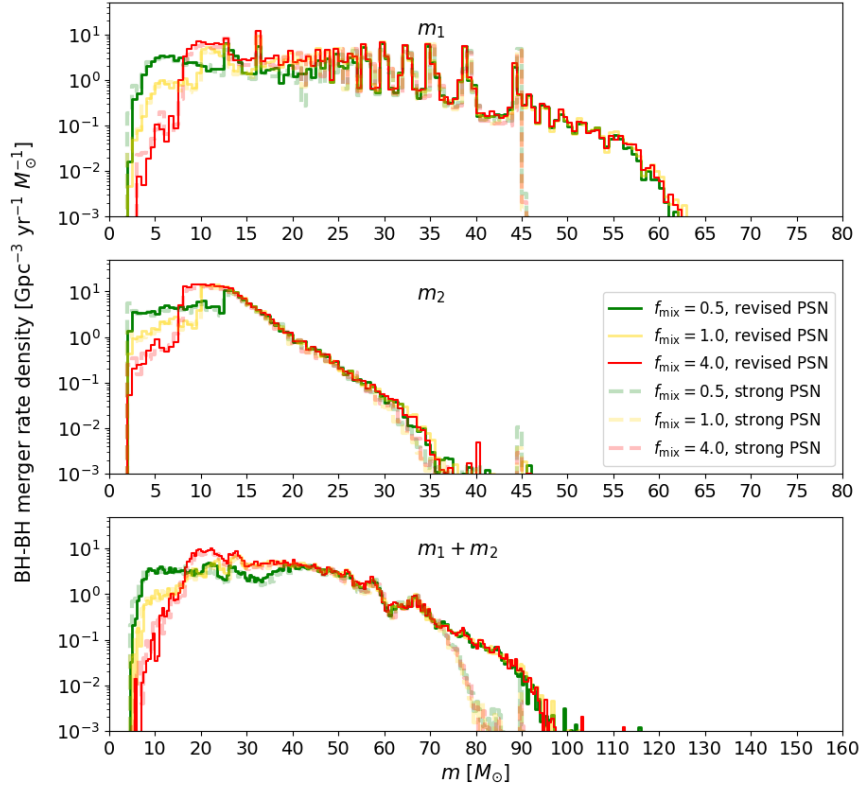 BH-BH merger rate density [Gpc⁻³ yr⁻¹ M⊙⁻¹]
m₁
10¹
10⁰
10⁻¹
10⁻²
10⁻³
0 5 10 15 20 25 30 35 40 45 50 55 60 65 70 75 80
m₂
10¹
10⁰
10⁻¹
10⁻²
10⁻³
f_mix = 0.5, revised PSN
f_mix = 1.0, revised PSN
f_mix = 4.0, revised PSN
f_mix = 0.5, strong PSN
f_mix = 1.0, strong PSN
f_mix = 4.0, strong PSN
0 5 10 15 20 25 30 35 40 45 50 55 60 65 70 75 80
m₁ + m₂
10¹
10⁰
10⁻¹
10⁻²
10⁻³
0 10 20 30 40 50 60 70 80 90 100 110 120 130 140 150 160
m [M⊙]